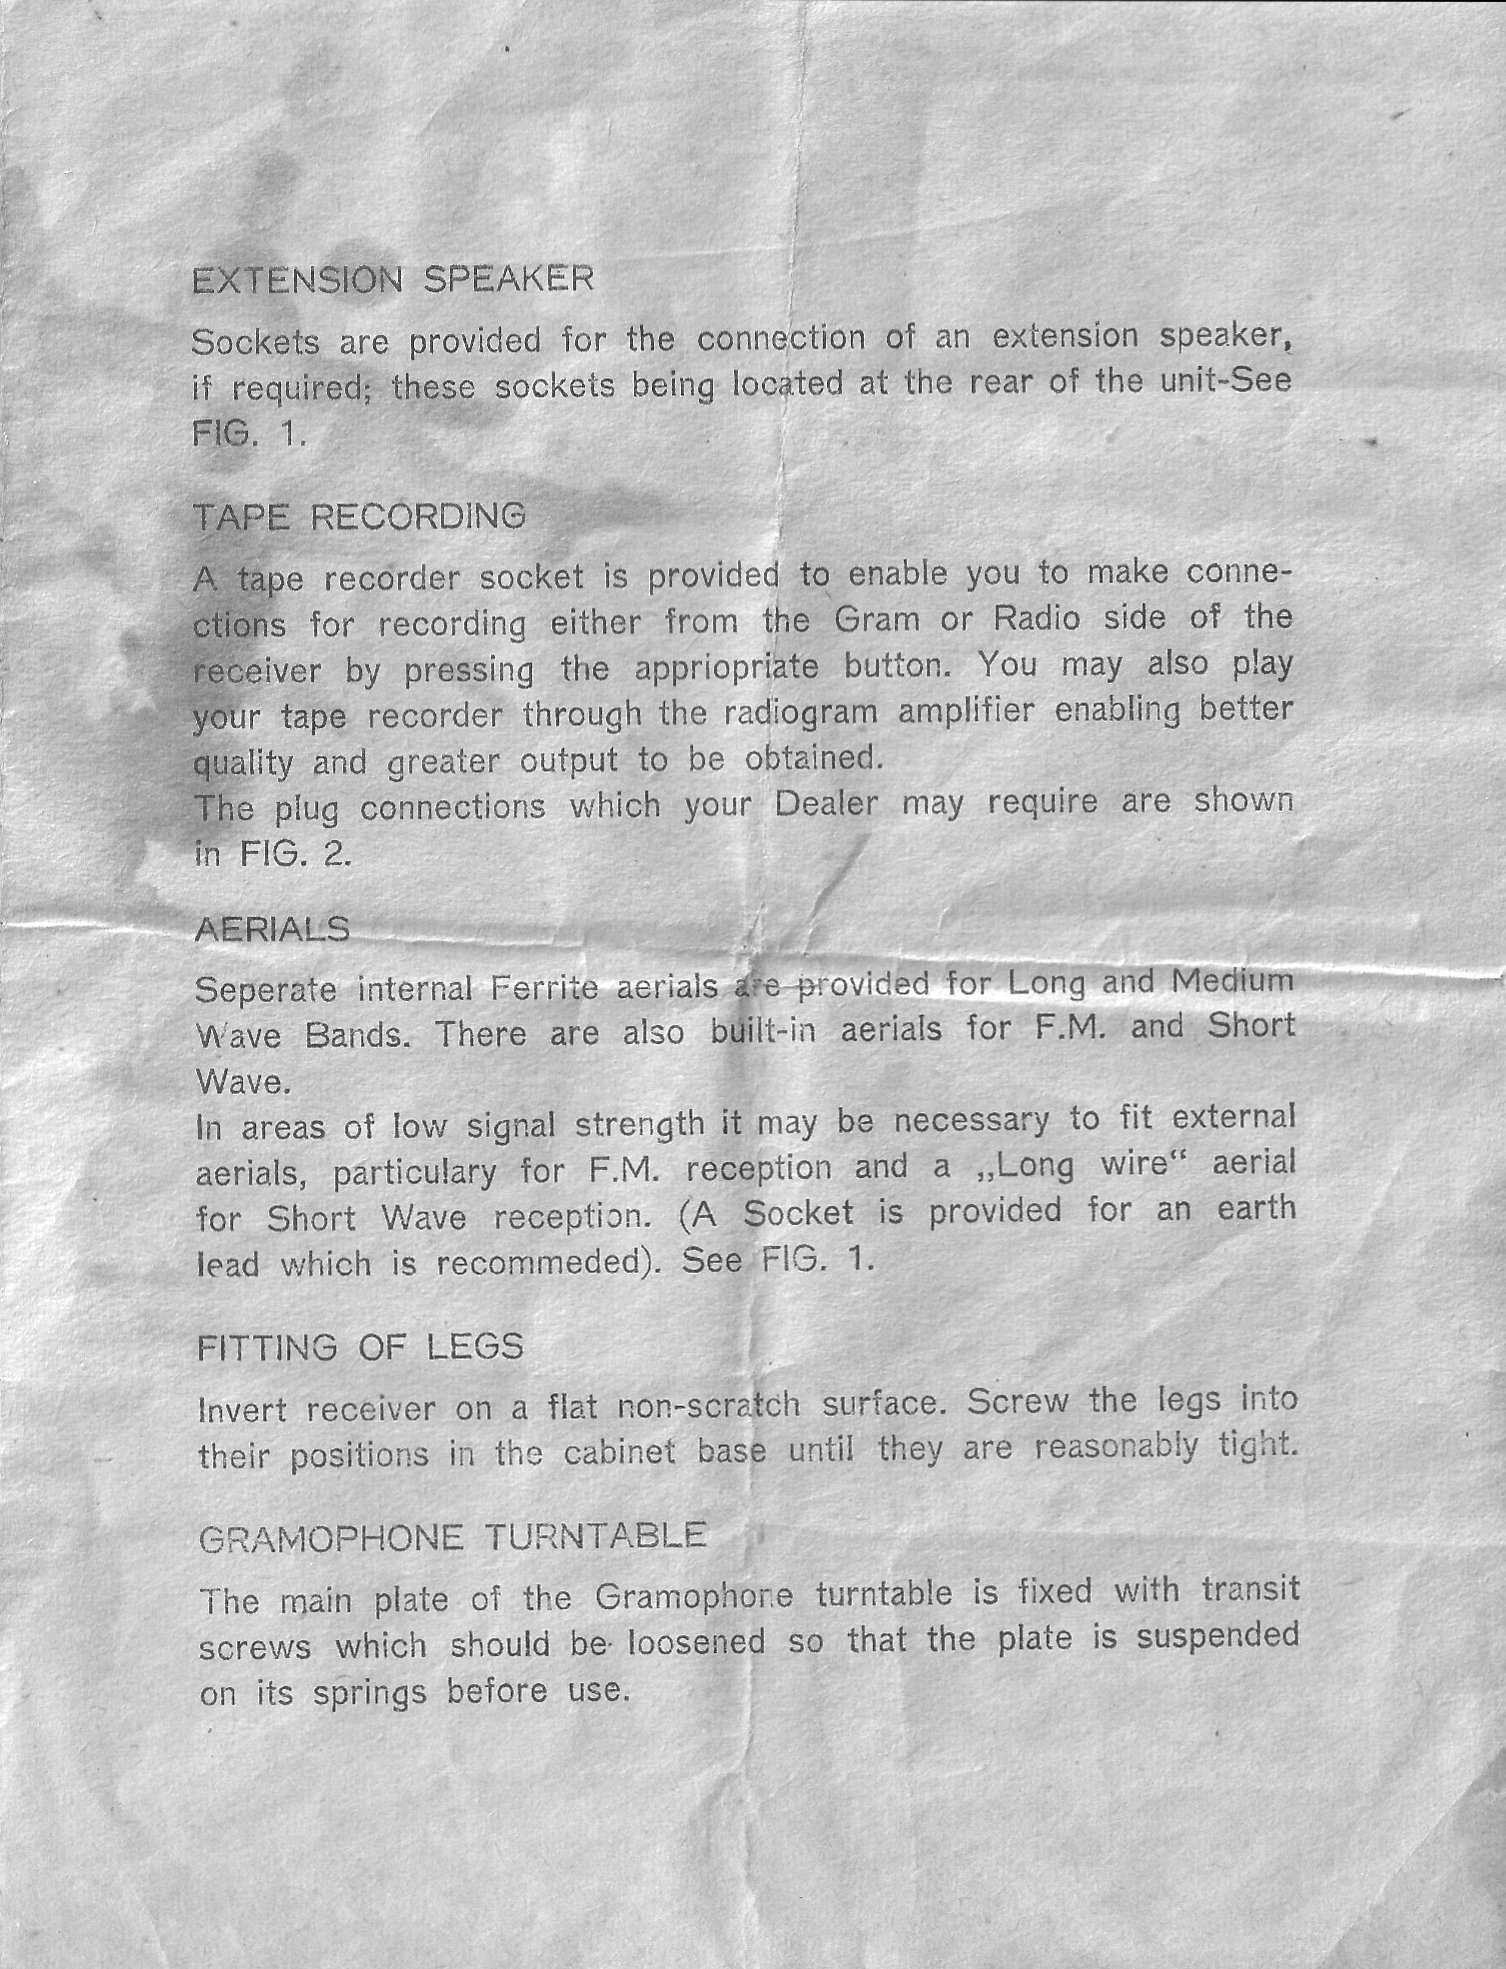 EXTENSION SPEAKER
Sockets are provided for the connection of an extension speaker,
if required; these sockets being located at the rear of the unit-See
FIG. 1.
TAPE RECORDING
A tape recorder socket is provided to enable you to make conne-
ctions for recording either from the Gram or Radio side of the
receiver by pressing the appriopriate button. You may also play
your tape recorder through the radiogram amplifier enabling better
quality and greater output to be obtained.
The plug connections which your Dealer may require are shown
in FIG. 2.
AERIALS
Seperate internal Ferrite aerials are provided for Long and Medium
Wave Bands. There are also built-in aerials for F.M. and Short
Wave.
In areas of low signal strength it may be necessary to fit external
aerials, particulary for F.M. reception and a „Long wire“ aerial
for Short Wave reception. (A Socket is provided for an earth
lead which is recommeded). See FIG. 1.
FITTING OF LEGS
Invert receiver on a flat non-scratch surface. Screw the legs into
their positions in the cabinet base until they are reasonably tight.
GRAMOPHONE TURNTABLE
The main plate of the Gramophone turntable is fixed with transit
screws which should be loosened so that the plate is suspended
on its springs before use.